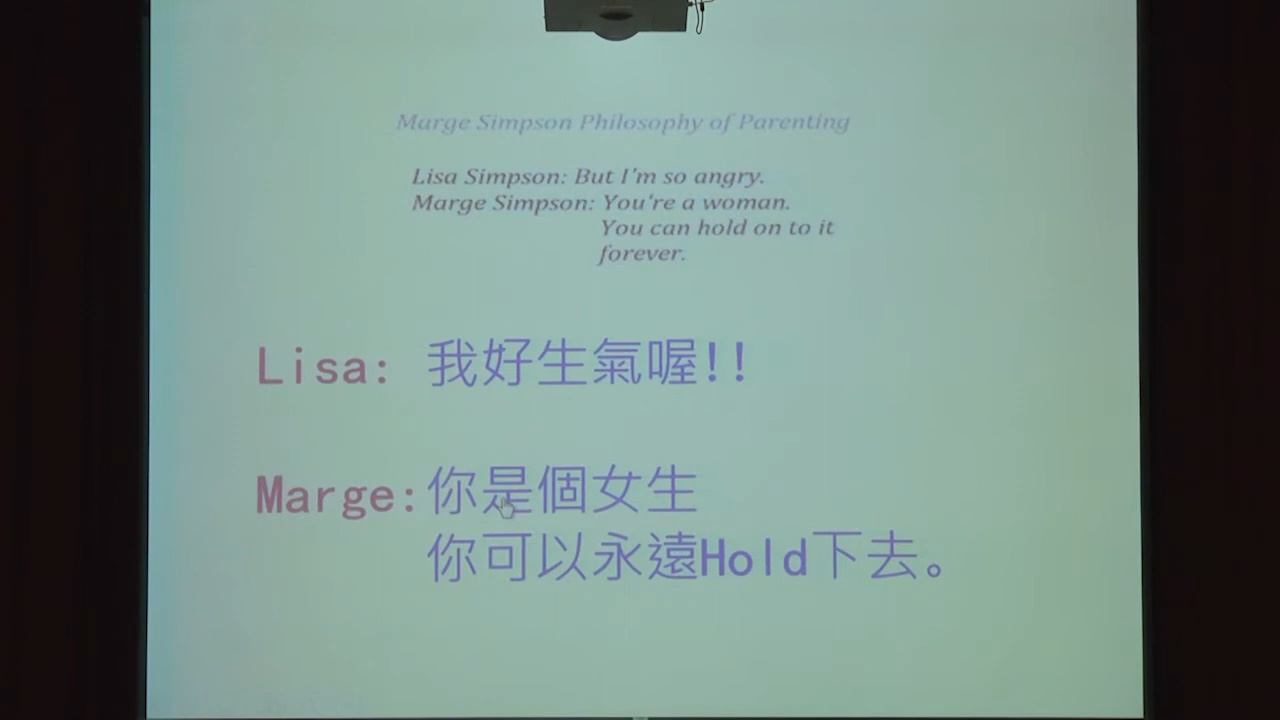 Marge Simpson Philosophy of Parenting
Lisa Simpson: But I'm so angry.
Marge Simpson: You're a woman.
You can hold on to it
forever.
Lisa: 我好生氣喔!!
Marge: 你是個女生
你可以永遠Hold下去。